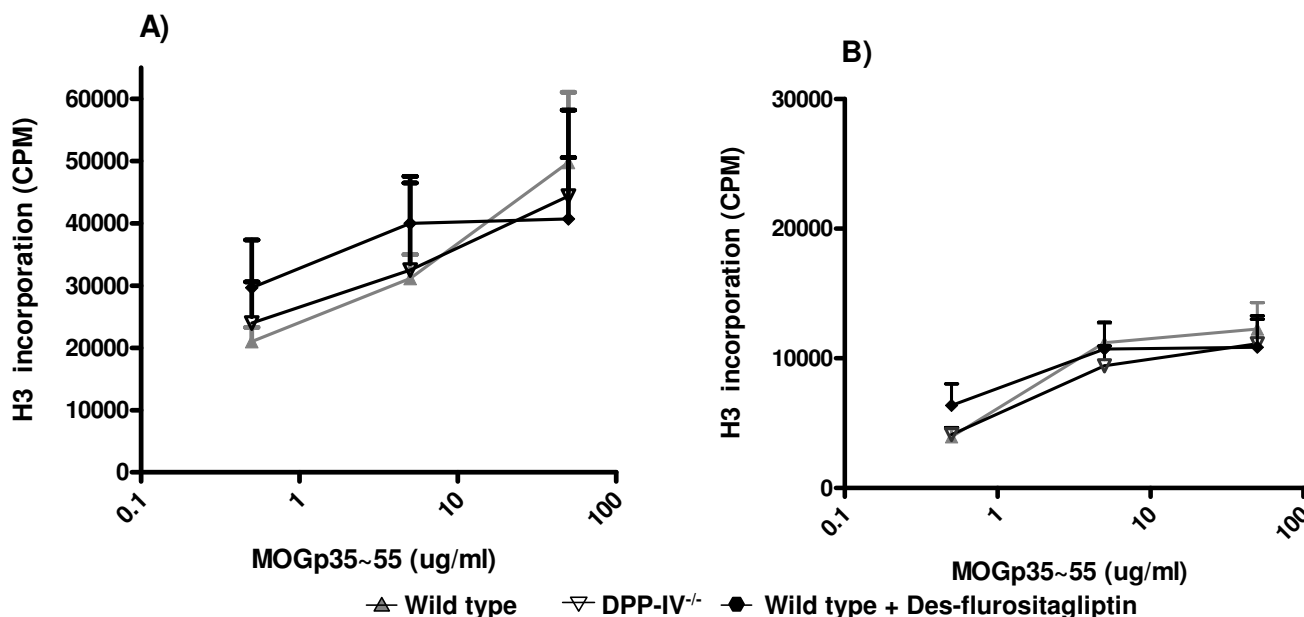 A)
H3 incorporation (CPM)
60000
50000
40000
30000
20000
10000
0
0.1
1
10
100
MOGp35~55 (ug/ml)
B)
H3 incorporation (CPM)
30000
20000
10000
0
0.1
1
10
100
MOGp35~55 (ug/ml)
Wild type DPP-IV-/- Wild type + Des-flurositagliptin